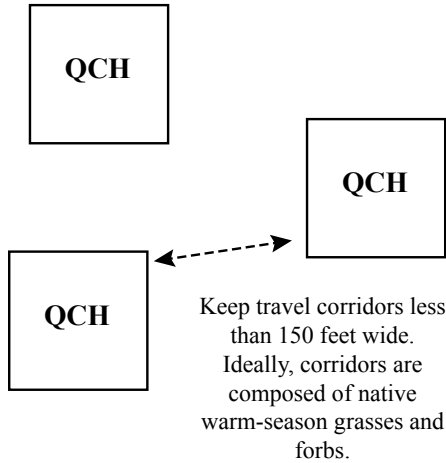 QCH
QCH
QCH
Keep travel corridors less
than 150 feet wide.
Ideally, corridors are
composed of native
warm-season grasses and
forbs.